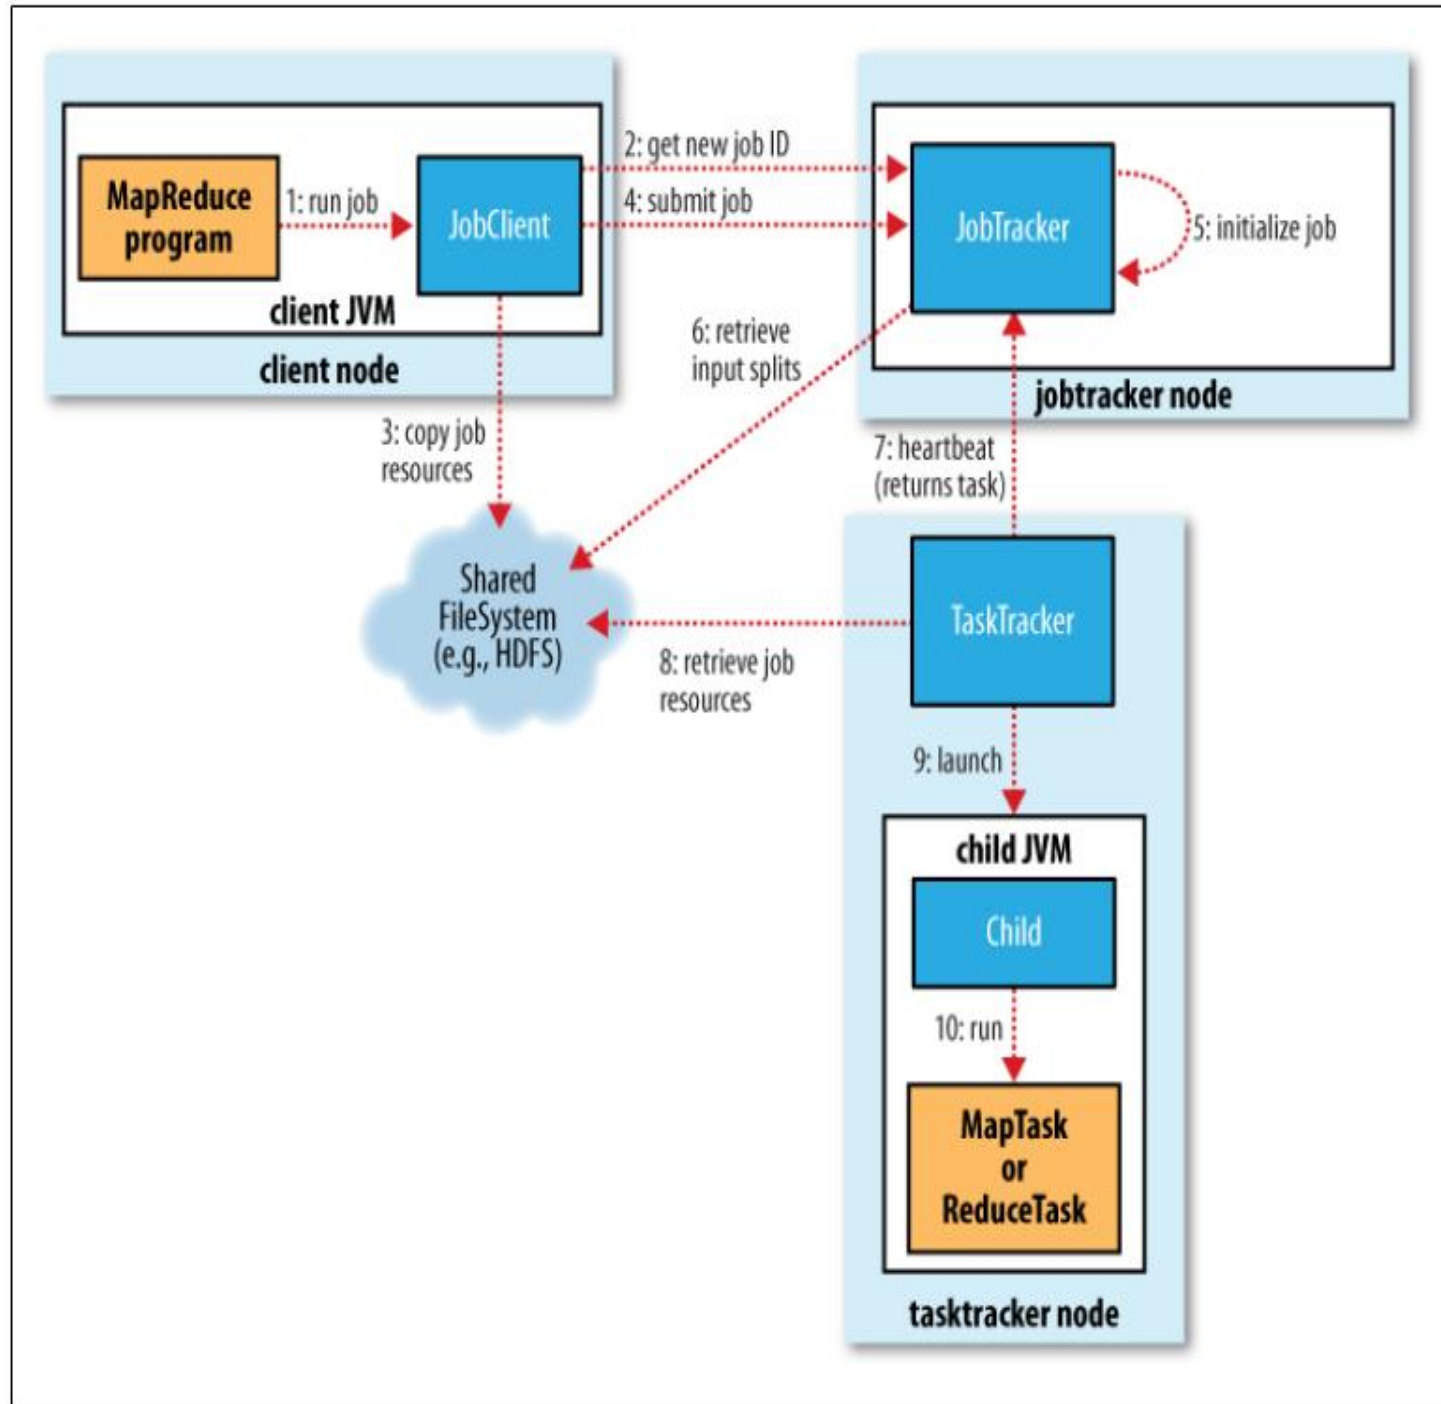 MapReduce
program
1: run job
JobClient
client JVM
client node
2: get new job ID
4: submit job
JobTracker
5: initialize job
jobtracker node
3: copy job
resources
6: retrieve
input splits
7: heartbeat
(returns task)
Shared
FileSystem
(e.g., HDFS)
TaskTracker
8: retrieve job
resources
9: launch
child JVM
Child
10: run
MapTask
or
ReduceTask
tasktracker node